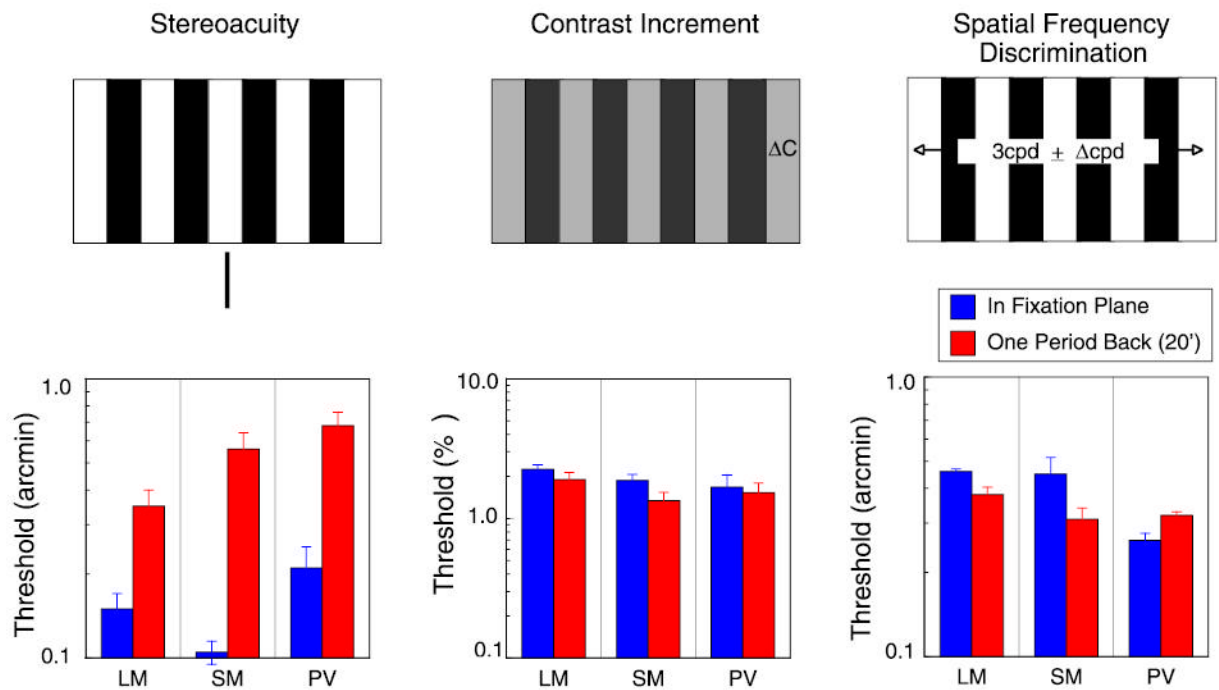 Stereoacuity
Contrast Increment
Spatial Frequency
Discrimination
ΔC
3cpd ± Δcpd
In Fixation Plane
One Period Back (20')
Threshold (arcmin)
1.0
0.1
LM SM PV
Threshold (% )
10.0
1.0
0.1
LM SM PV
Threshold (arcmin)
1.0
0.1
LM SM PV